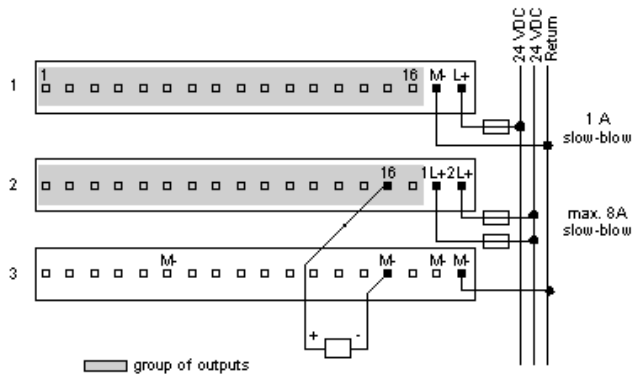 24 VDC
24 VDC
Return
1
1
16
M-
L+
1 A
slow-blow
2
16
1L+
2L+
max. 8A
slow-blow
3
M-
M-
M-
M-
+
-
group of outputs